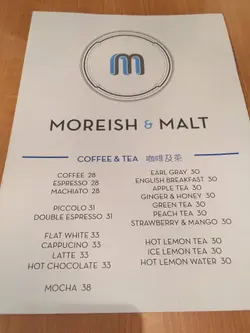 m
MOREISH & MALT
COFFEE & TEA 咖啡及茶
COFFEE 28
ESPRESSO 28
MACHIATO 28
PICCOLO 31
DOUBLE ESPRESSO 31
FLAT WHITE 33
CAPPUCINO 33
LATTE 33
HOT CHOCOLATE 33
MOCHA 38
EARL GRAY 30
ENGLISH BREAKFAST 30
APPLE TEA 30
GINGER & HONEY 30
GREEN TEA 30
PEACH TEA 30
STRAWBERRY & MANGO 30
HOT LEMON TEA 30
ICE LEMON TEA 30
HOT LEMON WATER 30